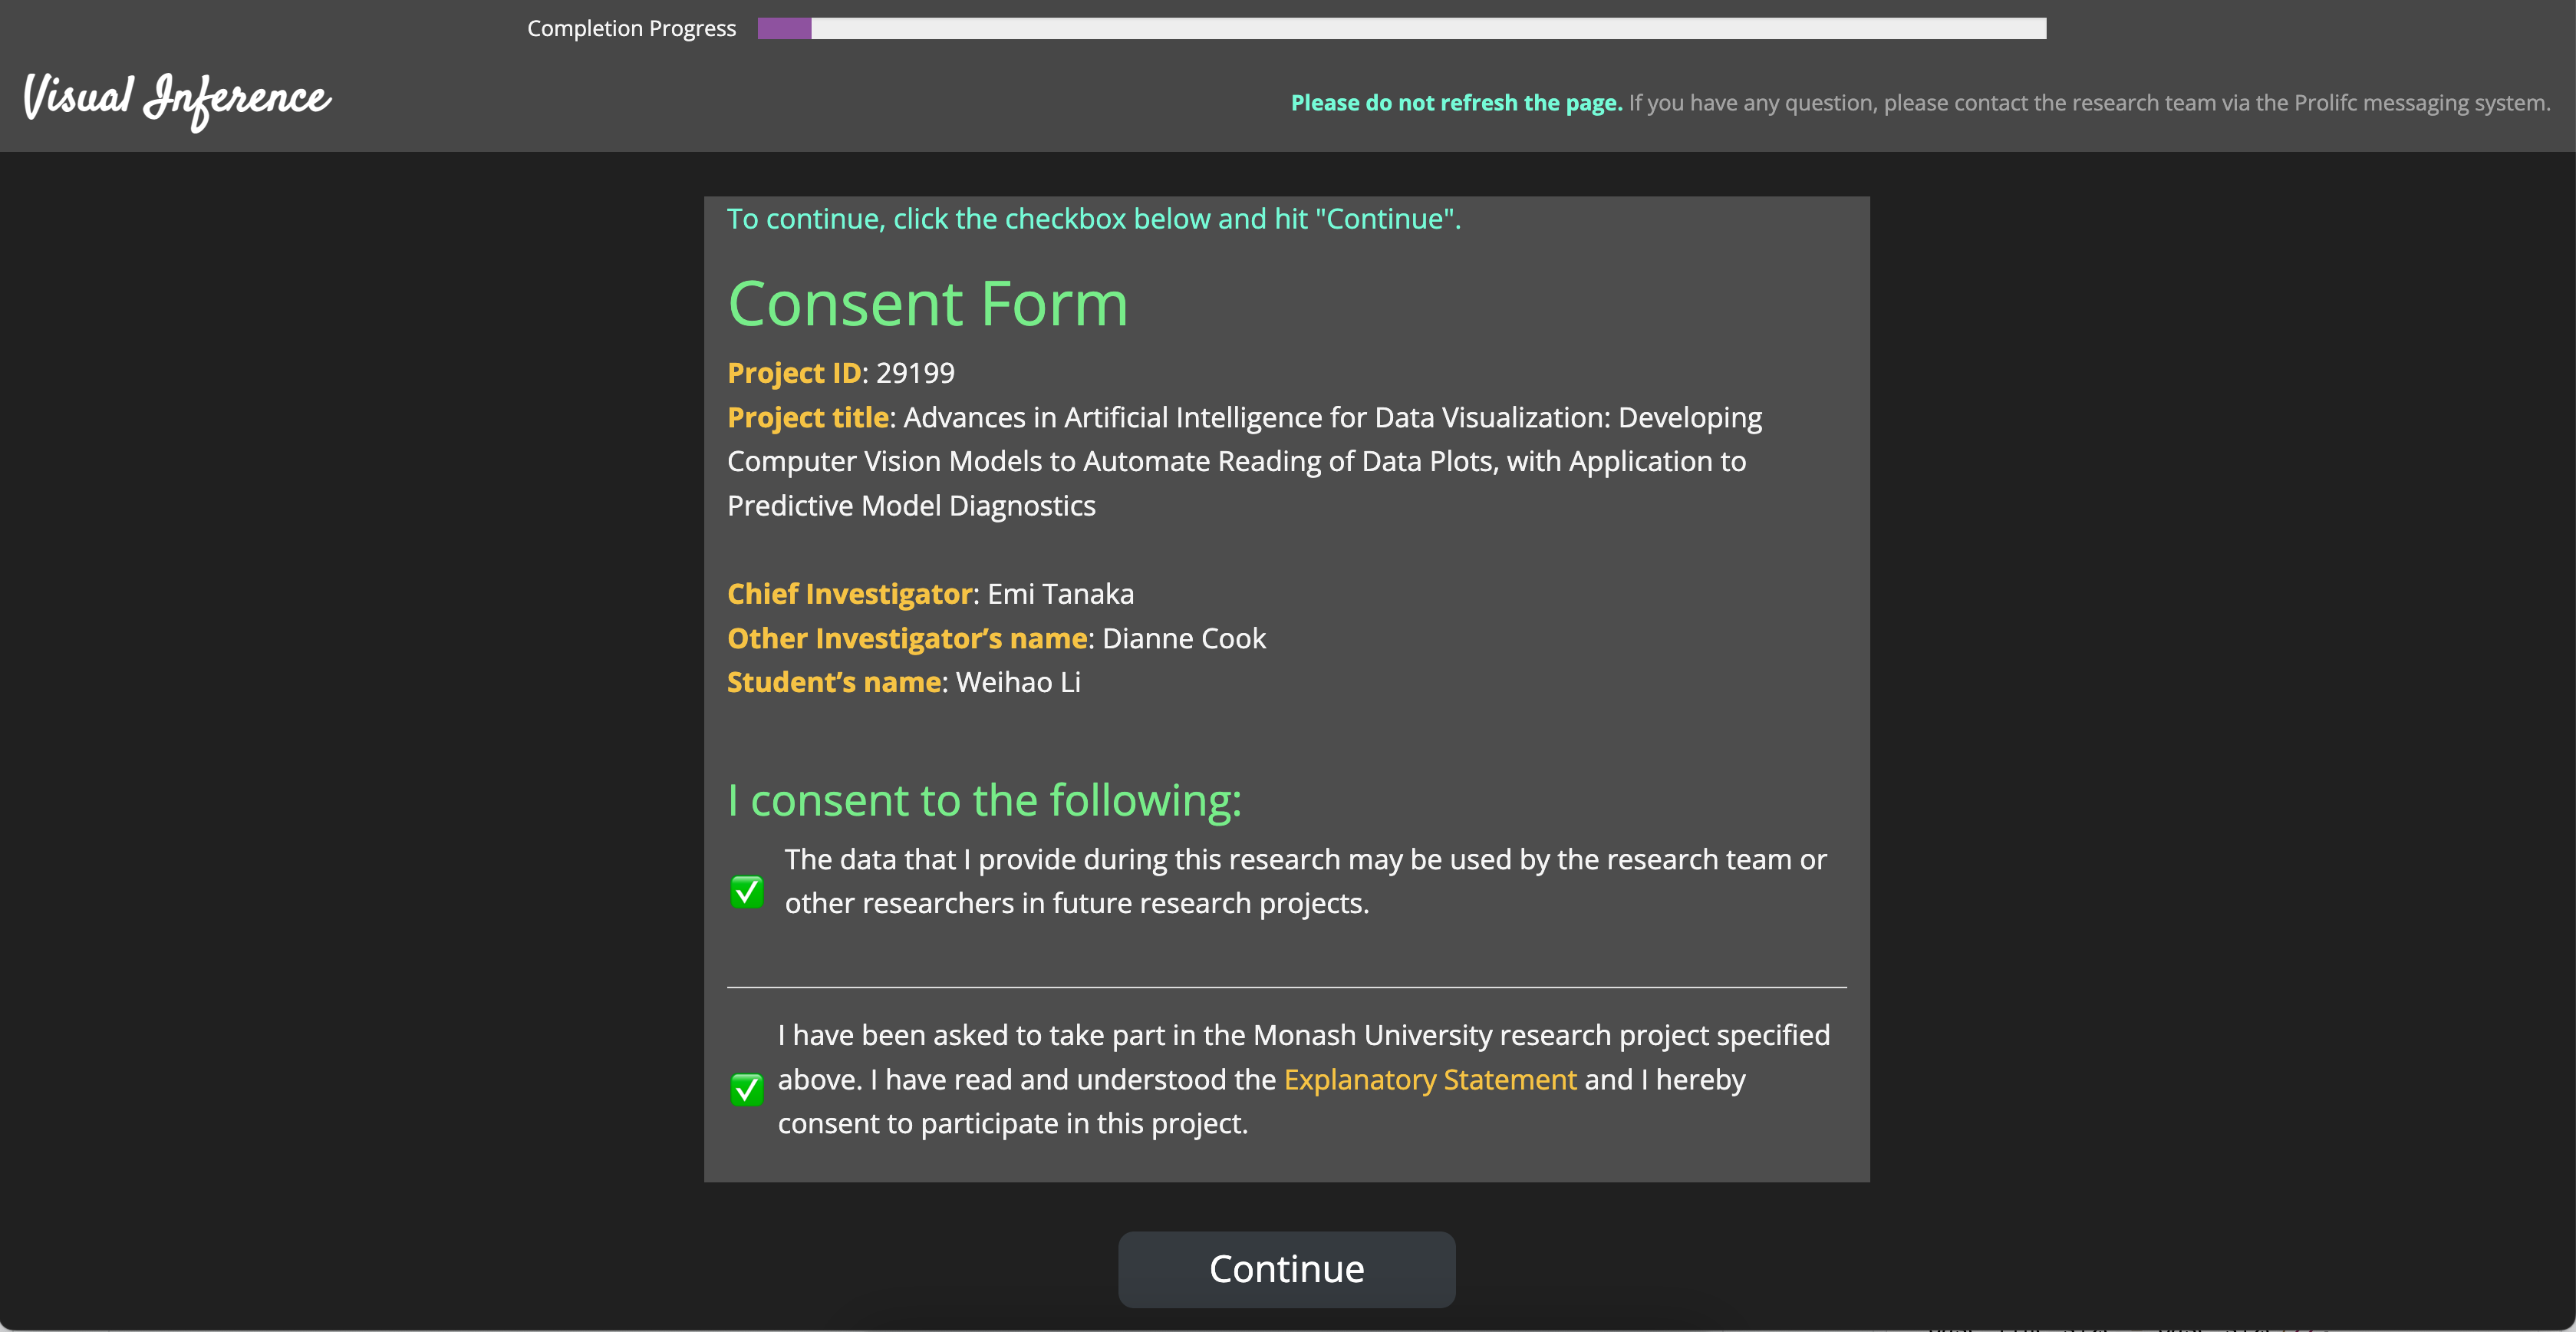 Completion Progress
Visual Inference
Please do not refresh the page. If you have any question, please contact the research team via the Prolifc messaging system.
To continue, click the checkbox below and hit "Continue".
Consent Form
Project ID: 29199
Project title: Advances in Artificial Intelligence for Data Visualization: Developing
Computer Vision Models to Automate Reading of Data Plots, with Application to
Predictive Model Diagnostics
Chief Investigator: Emi Tanaka
Other Investigator’s name: Dianne Cook
Student’s name: Weihao Li
I consent to the following:
The data that I provide during this research may be used by the research team or
other researchers in future research projects.
I have been asked to take part in the Monash University research project specified
above. I have read and understood the Explanatory Statement and I hereby
consent to participate in this project.
Continue